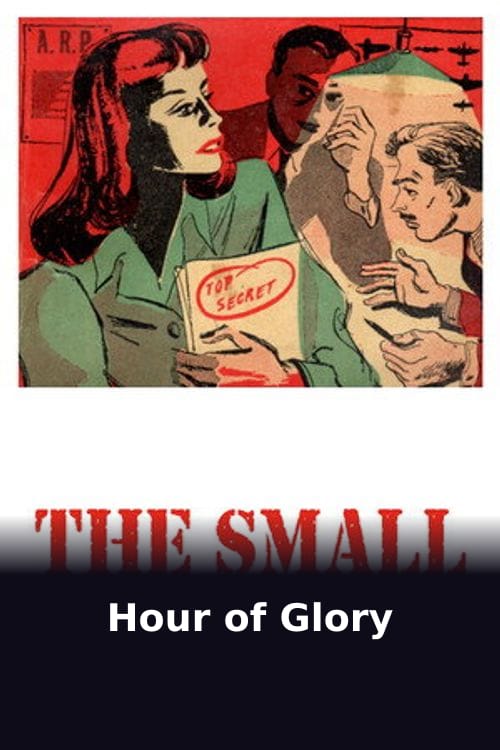 A.R.P.
TOP
SECRET
THE SMALL
Hour of Glory